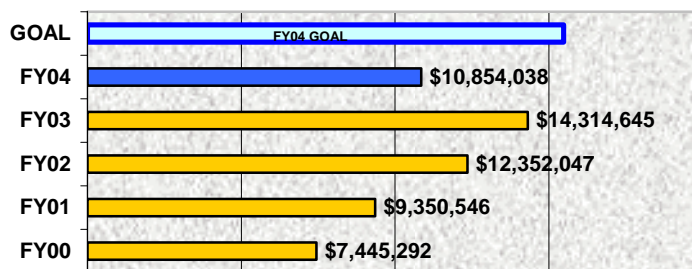 GOAL FY04 GOAL
FY04 $10,854,038
FY03 $14,314,645
FY02 $12,352,047
FY01 $9,350,546
FY00 $7,445,292